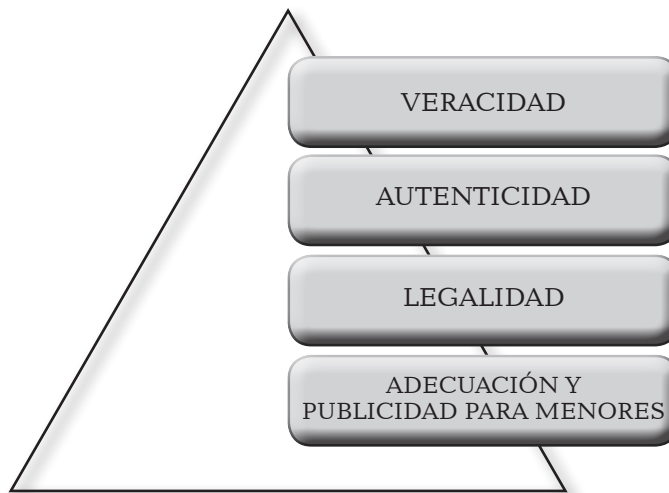 VERACIDAD
AUTENTICIDAD
LEGALIDAD
ADECUACIÓN Y
PUBLICIDAD PARA MENORES